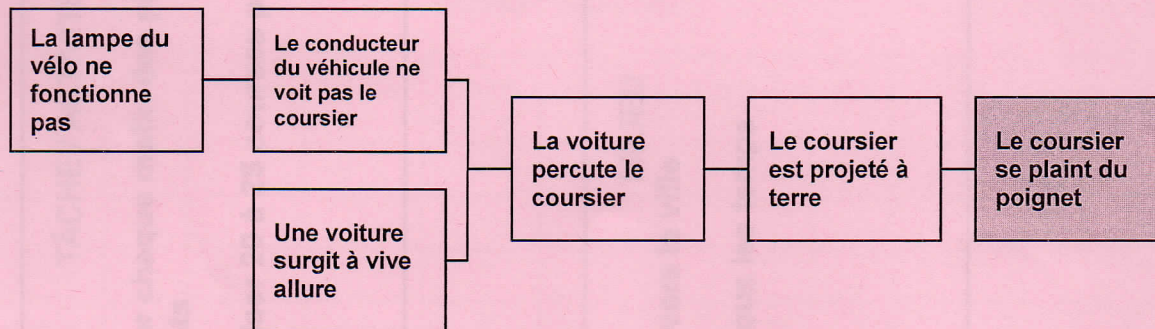 La lampe du
vélo ne
fonctionne
pas
Le conducteur
du véhicule ne
voit pas le
coursier
Une voiture
surgit à vive
allure
La voiture
percute le
coursier
Le coursier
est projeté à
terre
Le coursier
se plaint du
poignet